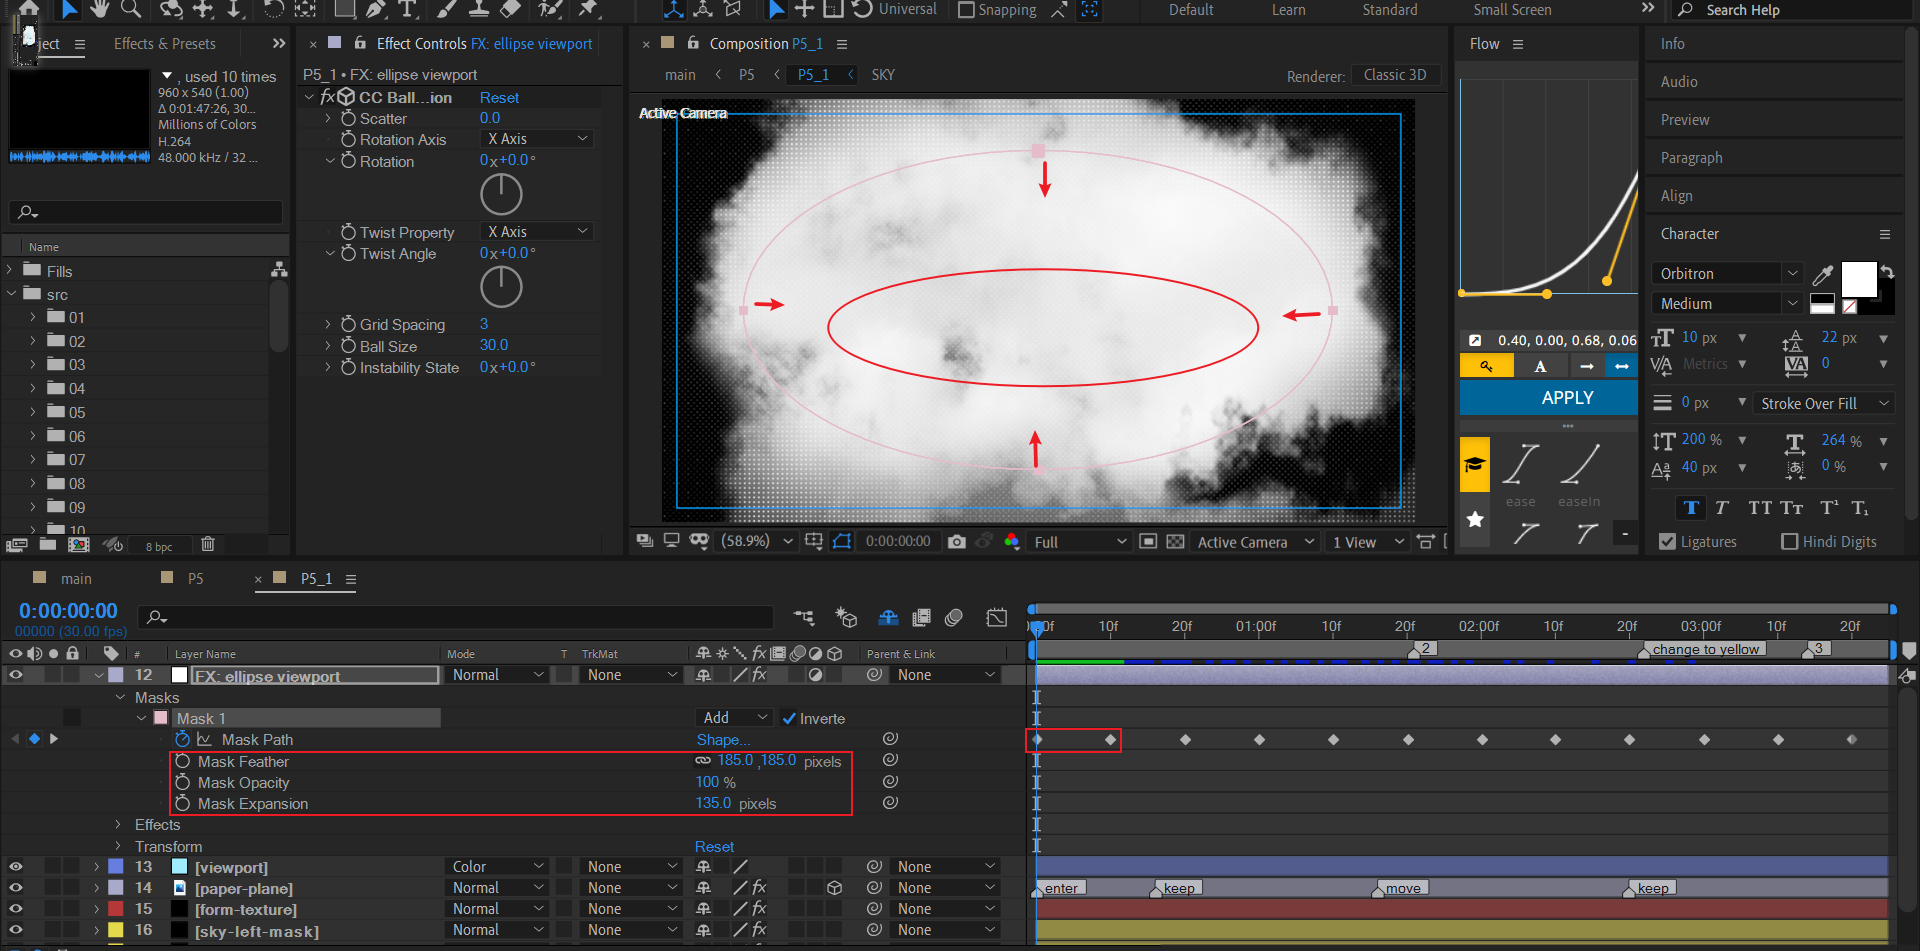 Universal
Snapping
Default
Learn
Standard
Small Screen
Search Help
ject
Effects & Presets
Effect Controls FX: ellipse viewport
Composition P5_1
Flow
Info
, used 10 times
960 x 540 (1.00)
Δ 0:01:47:26, 30...
Millions of Colors
H.264
48.000 kHz / 32 ...
P5_1 • FX: ellipse viewport
fx CC Ball...ion
Reset
Scatter
0.0
Rotation Axis
X Axis
Rotation
0x+0.0°
Twist Property
X Axis
Twist Angle
0x+0.0°
Grid Spacing
3
Ball Size
30.0
Instability State
0x+0.0°
main
P5
P5_1
SKY
Renderer:
Classic 3D
Active Camera
Audio
Preview
Paragraph
Align
Character
Orbitron
Medium
10 px
22 px
Metrics
0
0 px
Stroke Over Fill
200 %
264 %
40 px
0 %
Ligatures
Hindi Digits
0.40, 0.00, 0.68, 0.06
A
APPLY
ease
easeIn
Name
Fills
src
01
02
03
04
05
06
07
08
09
10
8 bpc
(58.9%)
0:00:00:00
Full
Active Camera
1 View
main
P5
P5_1
0:00:00:00
00000 (30.00 fps)
10f
20f
01:00f
10f
20f
02:00f
10f
20f
03:00f
10f
20f
2
change to yellow
3
#
Layer Name
Mode
T
TrkMat
fx
Parent & Link
12
[FX: ellipse viewport
Normal
None
None
Masks
Mask 1
Add
Inverte
Mask Path
Shape...
Mask Feather
185.0 ,185.0 pixels
Mask Opacity
100 %
Mask Expansion
135.0 pixels
Effects
Transform
Reset
13
[viewport]
Color
None
None
14
[paper-plane]
Normal
None
fx
None
enter
keep
move
keep
15
[form-texture]
Normal
None
fx
None
16
[sky-left-mask]
Normal
None
fx
None